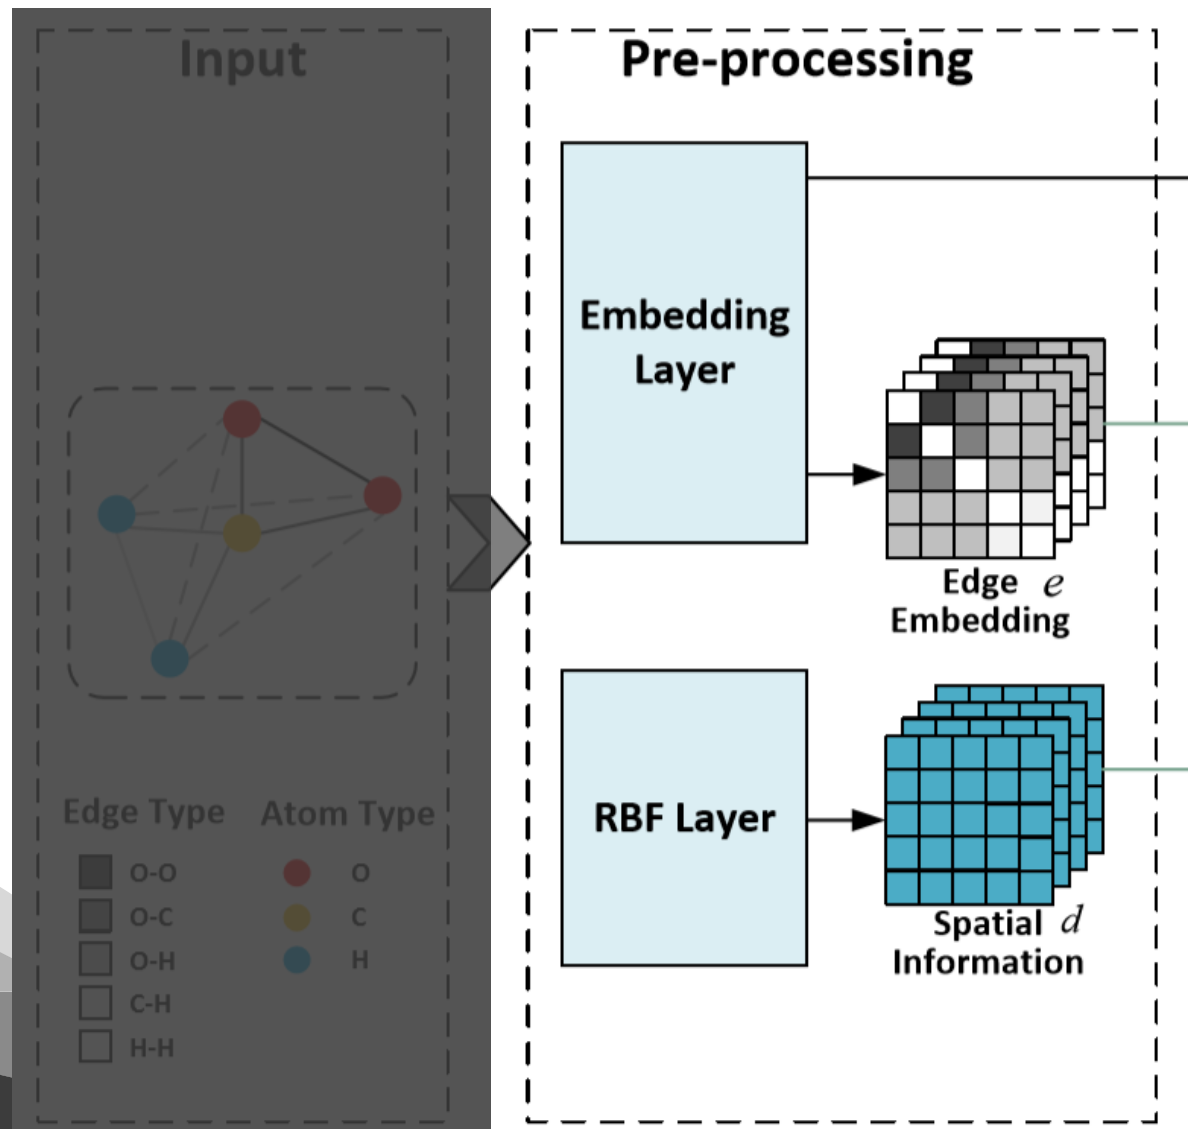 Input
Edge Type
Atom Type
O-O
O
O-C
C
O-H
H
C-H
H-H
Pre-processing
Embedding
Layer
Edge e
Embedding
RBF Layer
Spatial d
Information